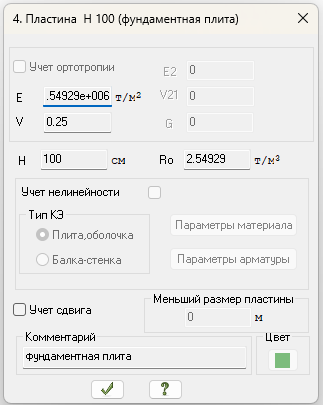 4. Пластина H 100 (фундаментная плита)
Учет ортотропии
E2 0
E .54929e+006 т/м²
V21 0
V 0.25
G 0
H 100 см Ro 2.54929 т/м³
Учет нелинейности
Тип КЭ
Плита,оболочка
Параметры материала
Балка-стенка
Параметры арматуры
Учет сдвига
Меньший размер пластины
0 м
Комментарий
фундаментная плита
Цвет
?